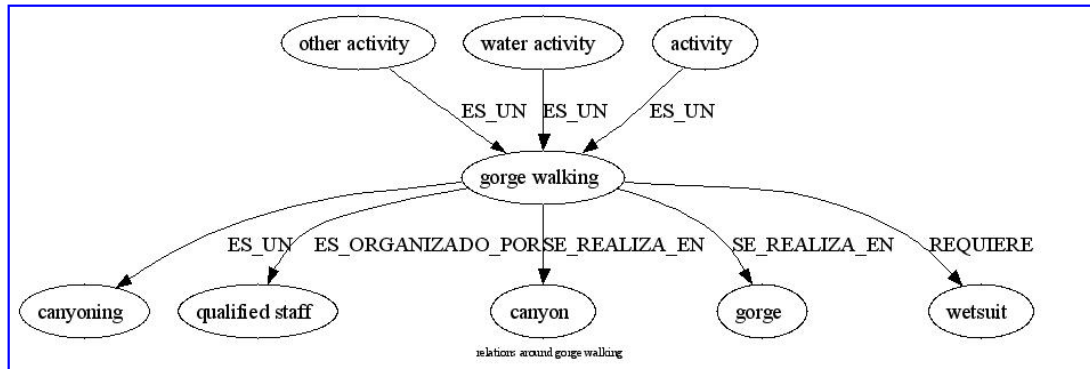 other activity water activity activity
ES_UN ES_UN ES_UN
gorge walking
ES_UN ES_ORGANIZADO_POR SE_REALIZA_EN SE_REALIZA_EN REQUIERE
canyoning qualified staff canyon gorge wetsuit
relations around gorge walking